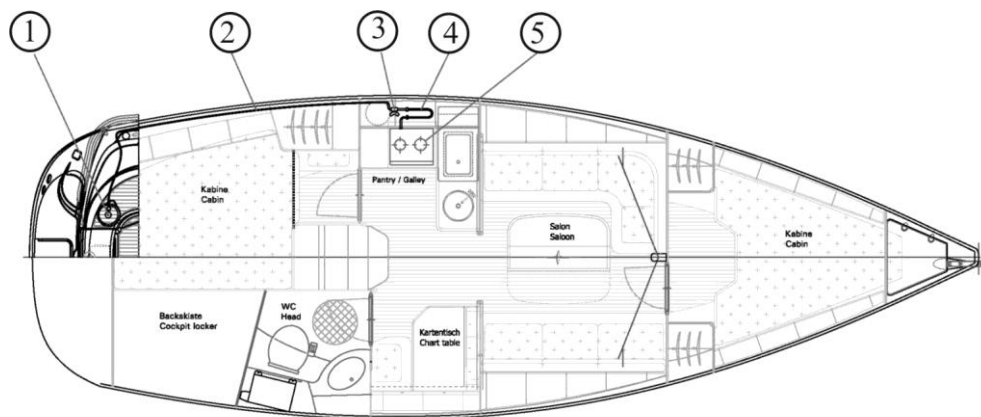 1
2
3
4
5
Kabine
Cabin
Pantry / Galley
Salon
Saloon
Kabine
Cabin
Backskiste
Cockpit locker
WC
Head
Kartentisch
Chart table